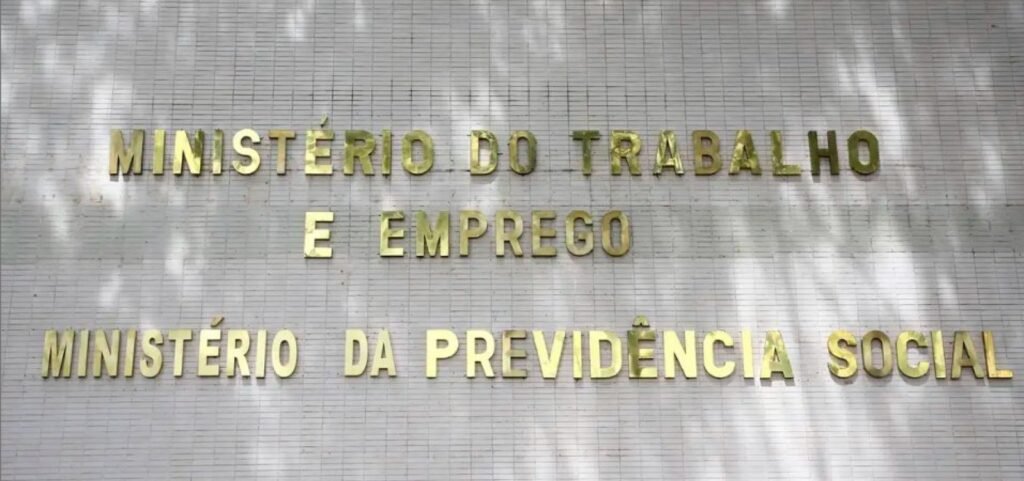 MINISTÉRIO DO TRABALHO
E EMPREGO
MINISTÉRIO DA PREVIDÊNCIA SOCIAL